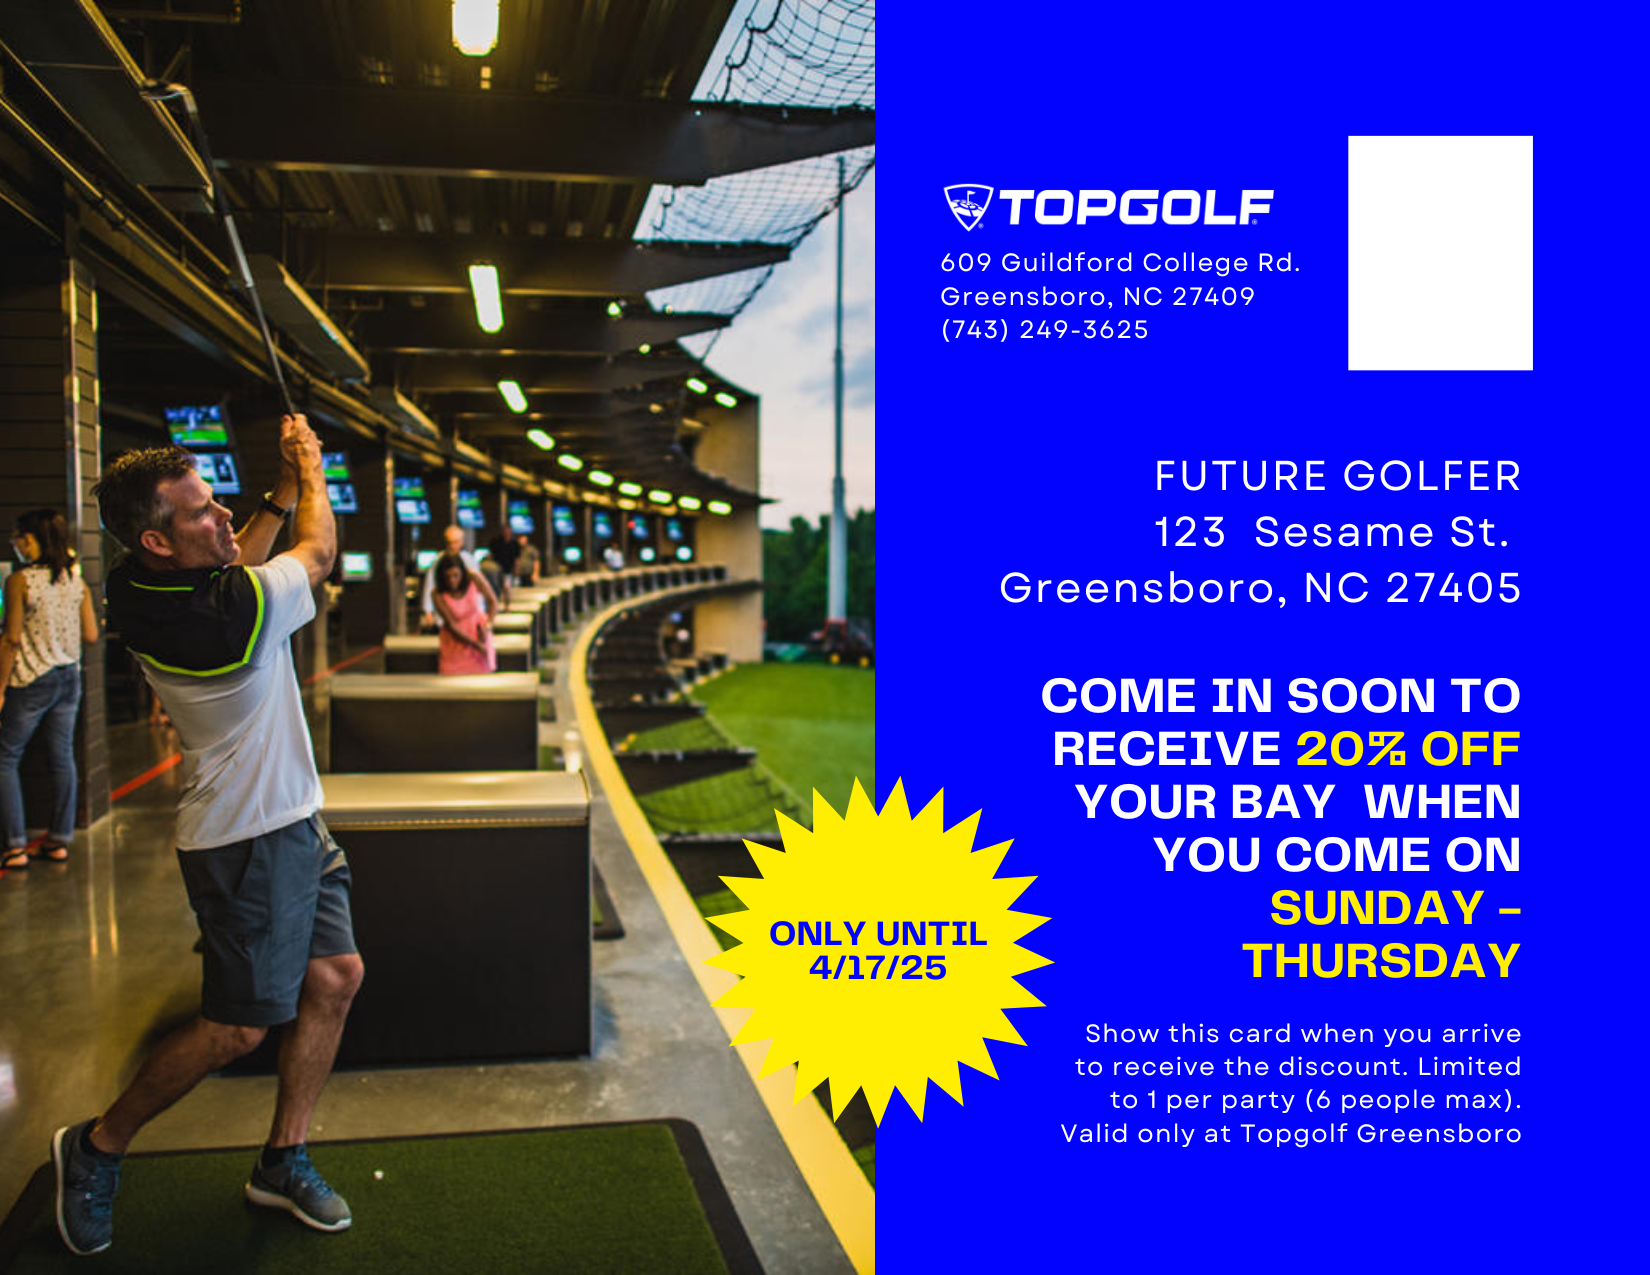 TOPGOLF
609 Guildford College Rd.
Greensboro, NC 27409
(743) 249-3625
FUTURE GOLFER
123  Sesame St.
Greensboro, NC 27405
COME IN SOON TO
RECEIVE 20% OFF
YOUR BAY  WHEN
YOU COME ON
SUNDAY –
THURSDAY
ONLY UNTIL
4/17/25
Show this card when you arrive
to receive the discount. Limited
to 1 per party (6 people max).
Valid only at Topgolf Greensboro